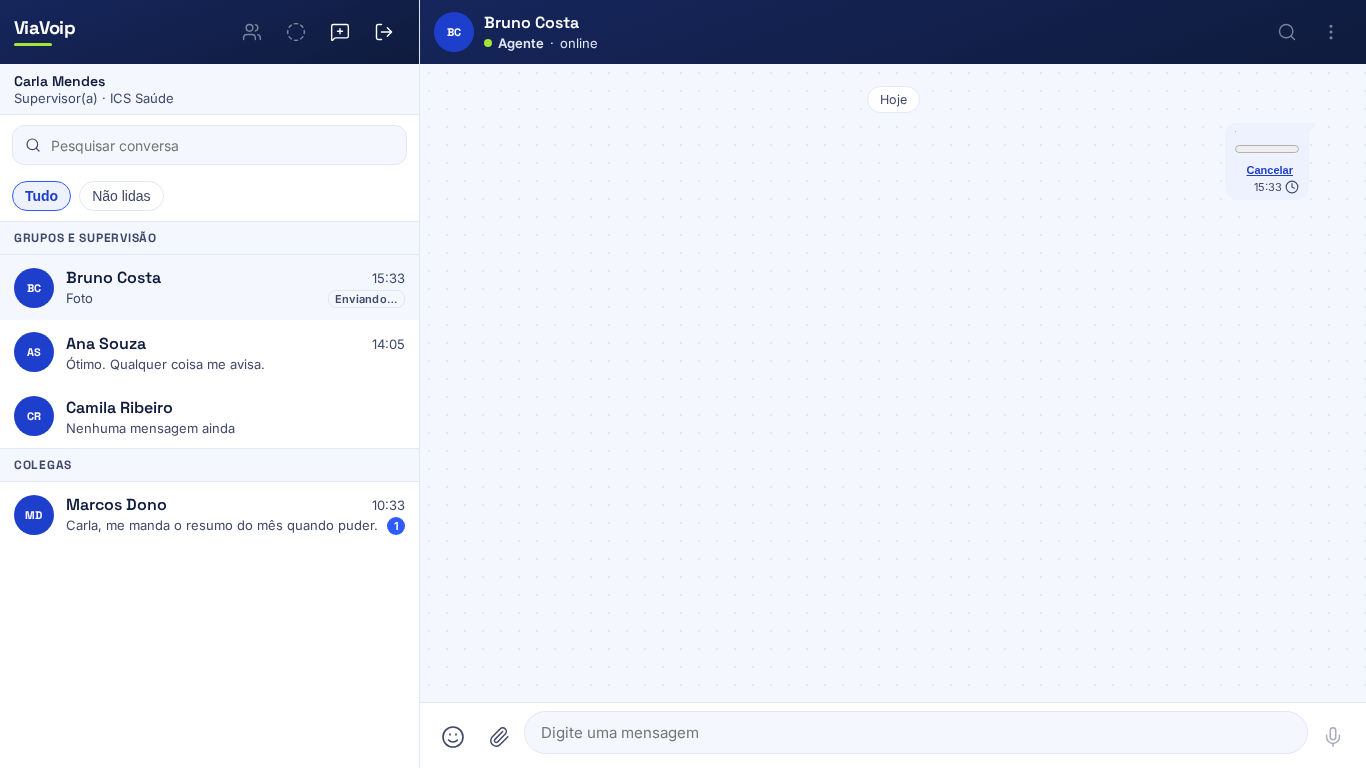 ViaVoip
Carla Mendes
Supervisor(a) · ICS Saúde
Pesquisar conversa
Tudo
Não lidas
GRUPOS E SUPERVISÃO
BC
Bruno Costa
15:33
Foto
Enviando...
AS
Ana Souza
14:05
Ótimo. Qualquer coisa me avisa.
CR
Camila Ribeiro
Nenhuma mensagem ainda
COLEGAS
MD
Marcos Dono
10:33
Carla, me manda o resumo do mês quando puder.
1
BC
Bruno Costa
Agente · online
Hoje
Cancelar
15:33
Digite uma mensagem